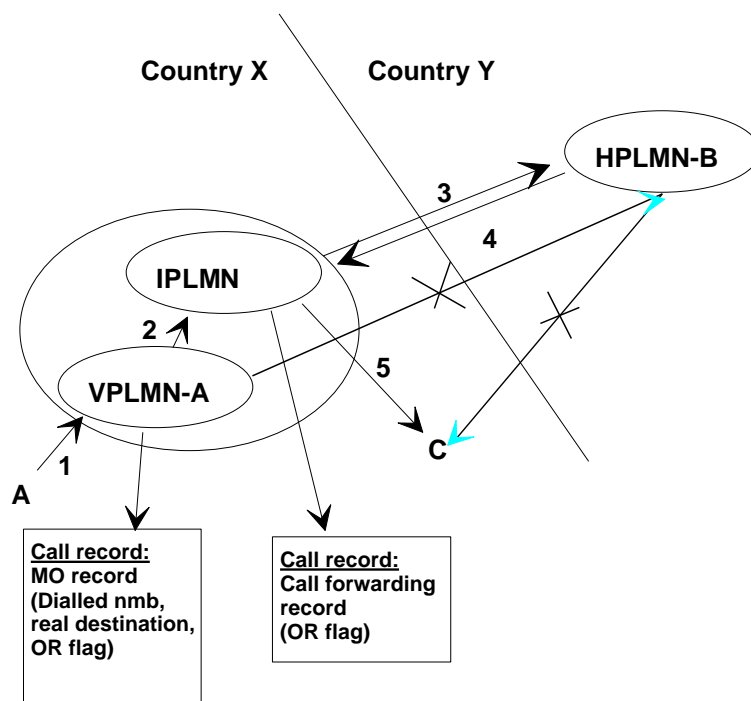 Country X
Country Y
HPLMN-B
3
4
IPLMN
2
5
VPLMN-A
C
1
A
Call record:
MO record
(Dialled nmb,
real destination,
OR flag)
Call record:
Call forwarding
record
(OR flag)